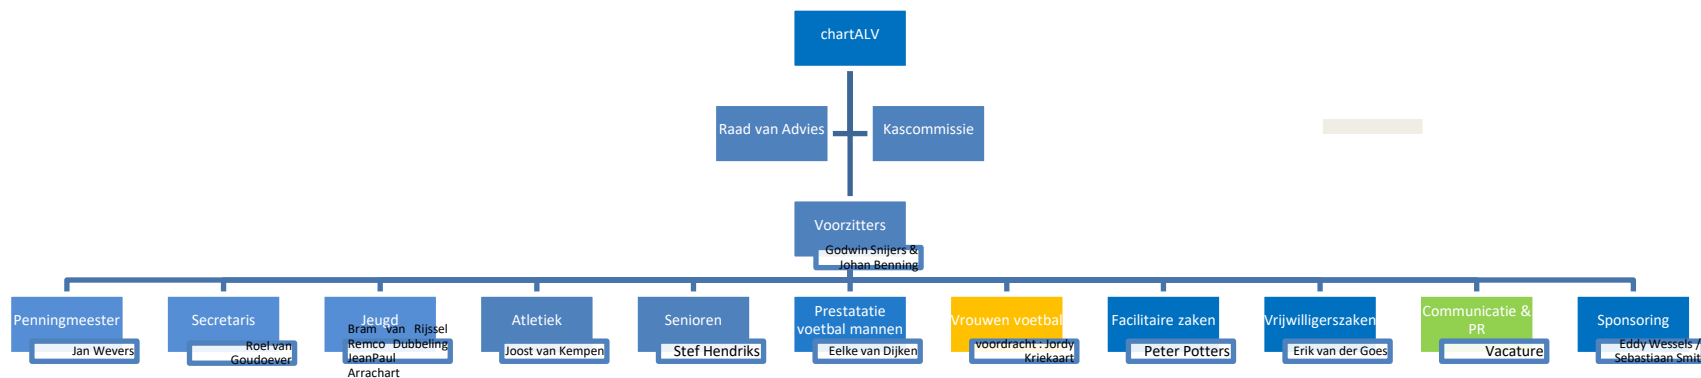 chartALV
Raad van Advies
Kascommissie
Voorzitters
Godwin Snijers &
Johan Benning
Penningmeester
Jan Wevers
Secretaris
Roel van
Goudoever
Jeugd
Bram van Rijssel
Remco Dubbeling
JeanPaul
Arrachart
Atletiek
Joost van Kempen
Senioren
Stef Hendriks
Prestatatie
voetbal mannen
Eelke van Dijken
Vrouwen voetbal
voordracht : Jordy
Kriekaart
Facilitaire zaken
Peter Potters
Vrijwilligerszaken
Erik van der Goes
Communicatie &
PR
Vacature
Sponsoring
Eddy Wessels /
Sebastiaan Smit